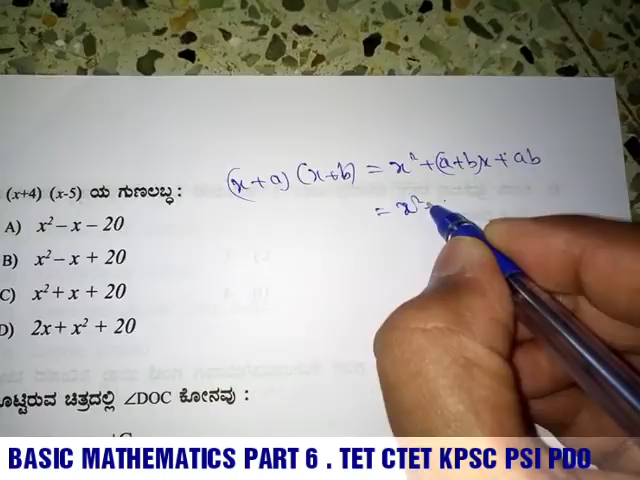 (x+a) (x+b) = x² + (a+b)x + ab
= x² +
(x+4) (x-5) ಯ ಗುಣಲಬ್ಧ :
A) x² – x – 20
B) x² – x + 20
C) x² + x + 20
D) 2x + x² + 20
ಕೊಟ್ಟಿರುವ ಚಿತ್ರದಲ್ಲಿ ∠DOC ಕೋನವು :
BASIC MATHEMATICS PART 6 . TET CTET KPSC PSI PDO